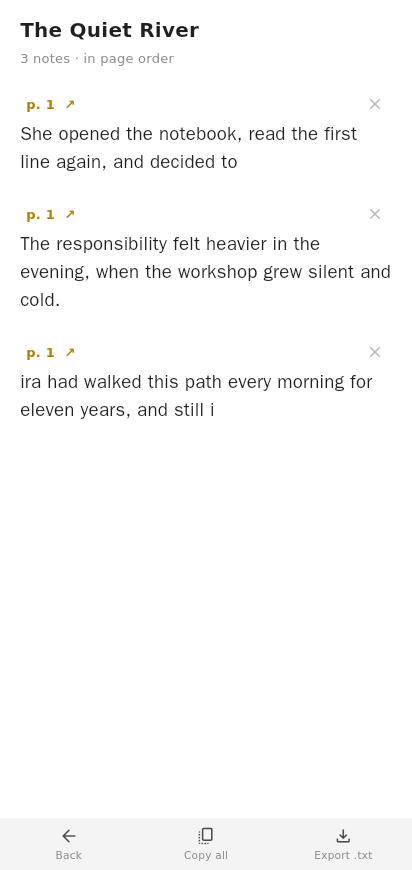 The Quiet River
3 notes · in page order
p. 1 ↗ ×
She opened the notebook, read the first
line again, and decided to
p. 1 ↗ ×
The responsibility felt heavier in the
evening, when the workshop grew silent and
cold.
p. 1 ↗ ×
ira had walked this path every morning for
eleven years, and still i
Back Copy all Export .txt